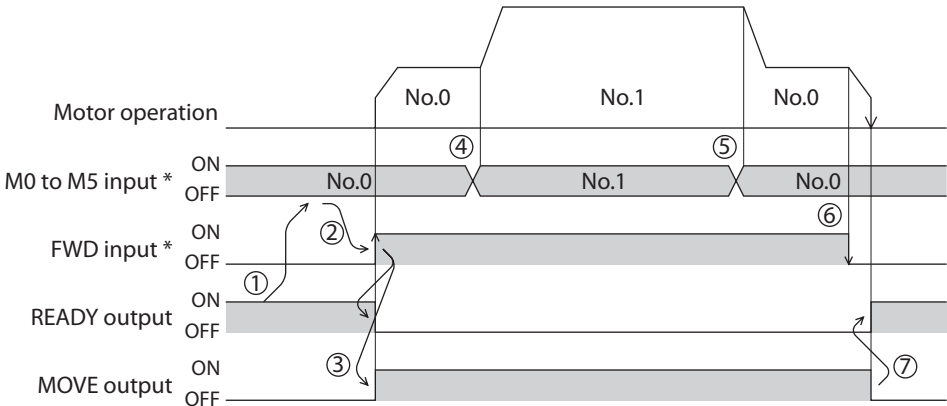 No.0 No.1 No.0
Motor operation
④ ⑤
M0 to M5 input * ON OFF No.0 No.1 No.0
② ⑥
FWD input * ON OFF
①
READY output ON OFF
③ ⑦
MOVE output ON OFF